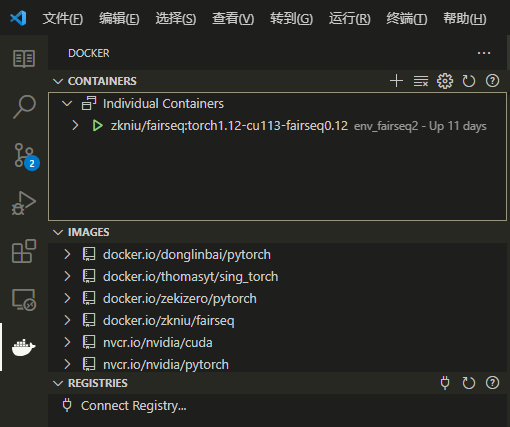 文件(F) 编辑(E) 选择(S) 查看(V) 转到(G) 运行(R) 终端(T) 帮助(H)
DOCKER
CONTAINERS
Individual Containers
zkniu/fairseq:torch1.12-cu113-fairseq0.12 env_fairseq2 - Up 11 days
2
IMAGES
docker.io/donglinbai/pytorch
docker.io/thomasyt/sing_torch
docker.io/zekizero/pytorch
docker.io/zkniu/fairseq
nvcr.io/nvidia/cuda
nvcr.io/nvidia/pytorch
REGISTRIES
Connect Registry...